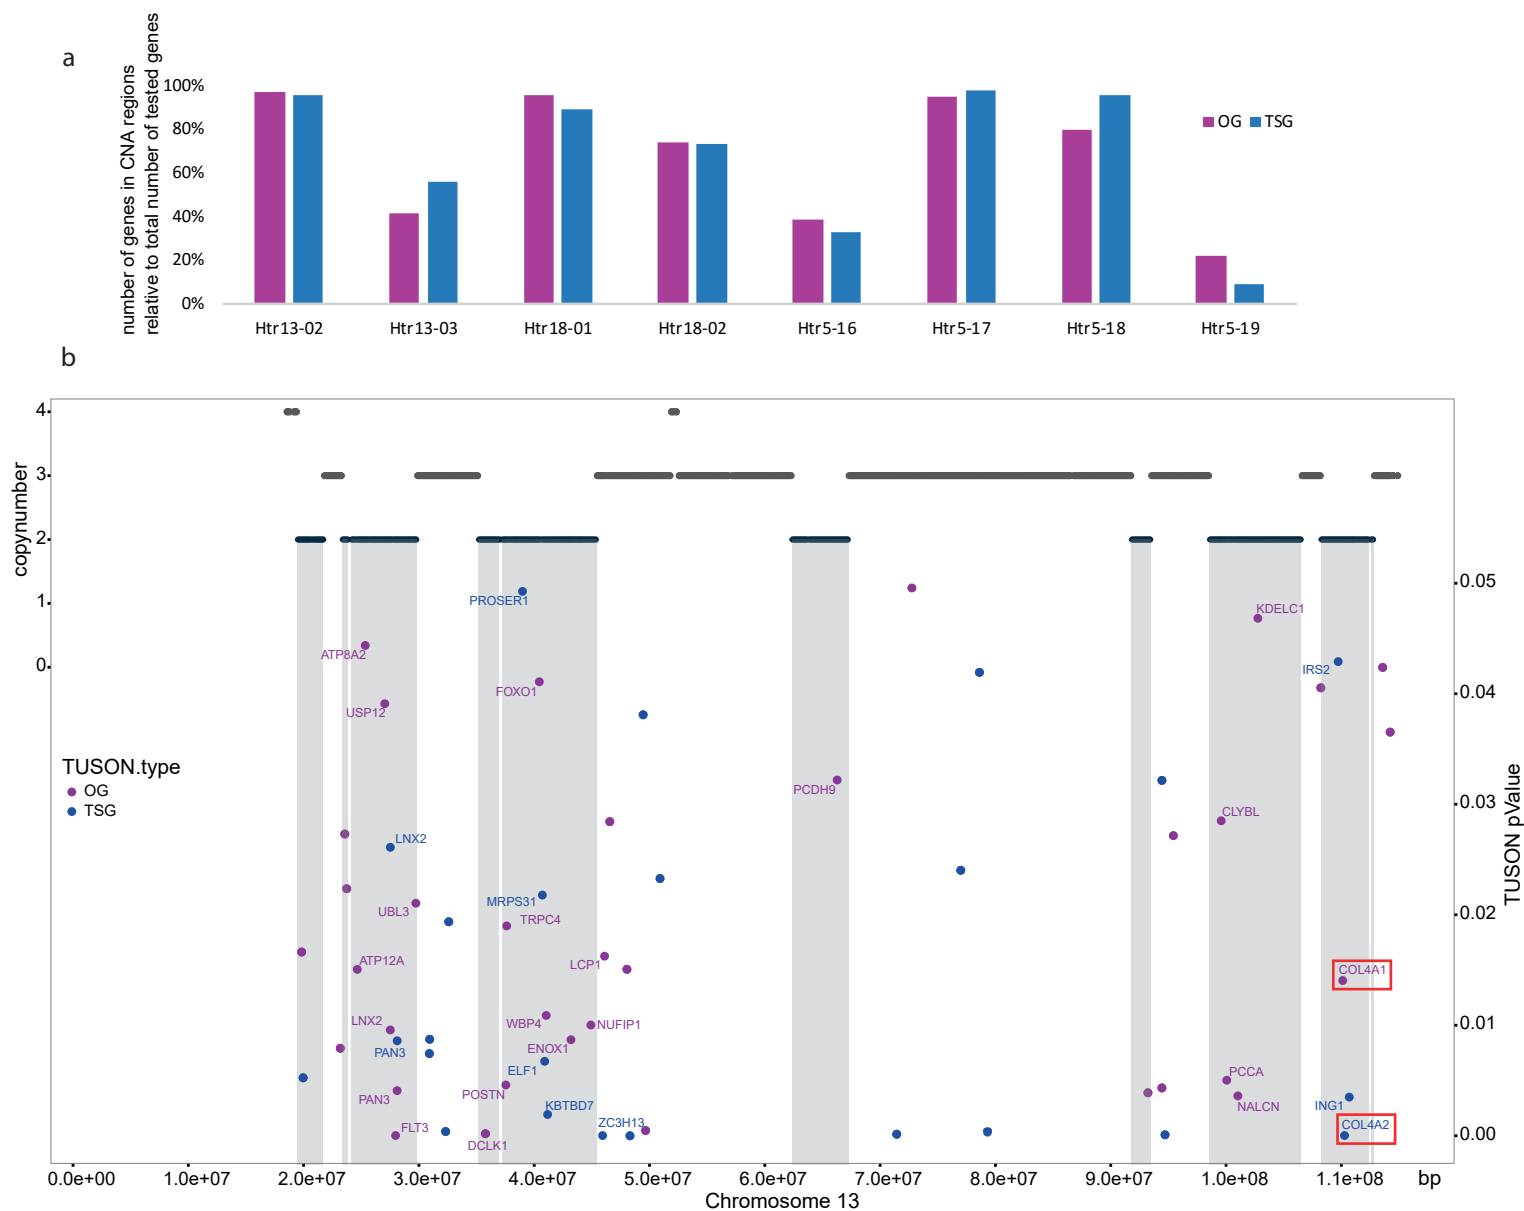 a
number of genes in CNA regions
relative to total number of tested genes
100%
80%
60%
40%
20%
0%
OG TSG
Htr13-02 Htr13-03 Htr18-01 Htr18-02 Htr5-16 Htr5-17 Htr5-18 Htr5-19
b
copynumber
4
3
2
1
0
TUSON pValue
0.05
0.04
0.03
0.02
0.01
0.00
TUSON.type
OG
TSG
PROSER1
KDELC1
ATP8A2
IRS2
FOXO1
USP12
PCDH9
CLYBL
LNX2
MRPS31
UBL3
TRPC4
ATP12A
LCP1
COL4A1
LNX2
WBP4
NUFIP1
PAN3
ENOX1
ELF1
PCCA
POSTN
PAN3
NALCN
KBTBD7
ING1
FLT3
ZC3H13
COL4A2
DCLK1
0.0e+00 1.0e+07 2.0e+07 3.0e+07 4.0e+07 5.0e+07 6.0e+07 7.0e+07 8.0e+07 9.0e+07 1.0e+08 1.1e+08 bp
Chromosome 13